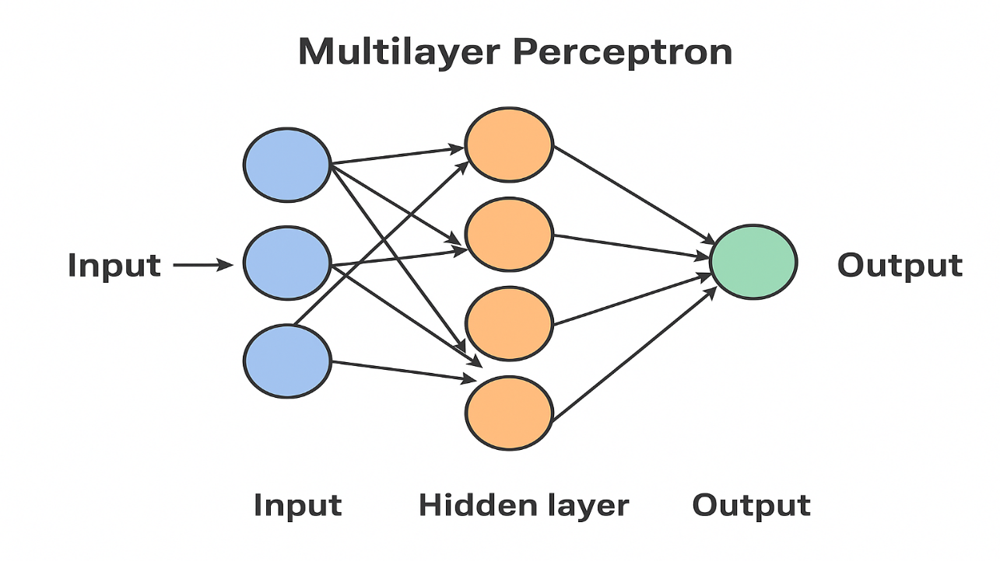 Multilayer Perceptron
Input
Output
Input
Hidden layer
Output